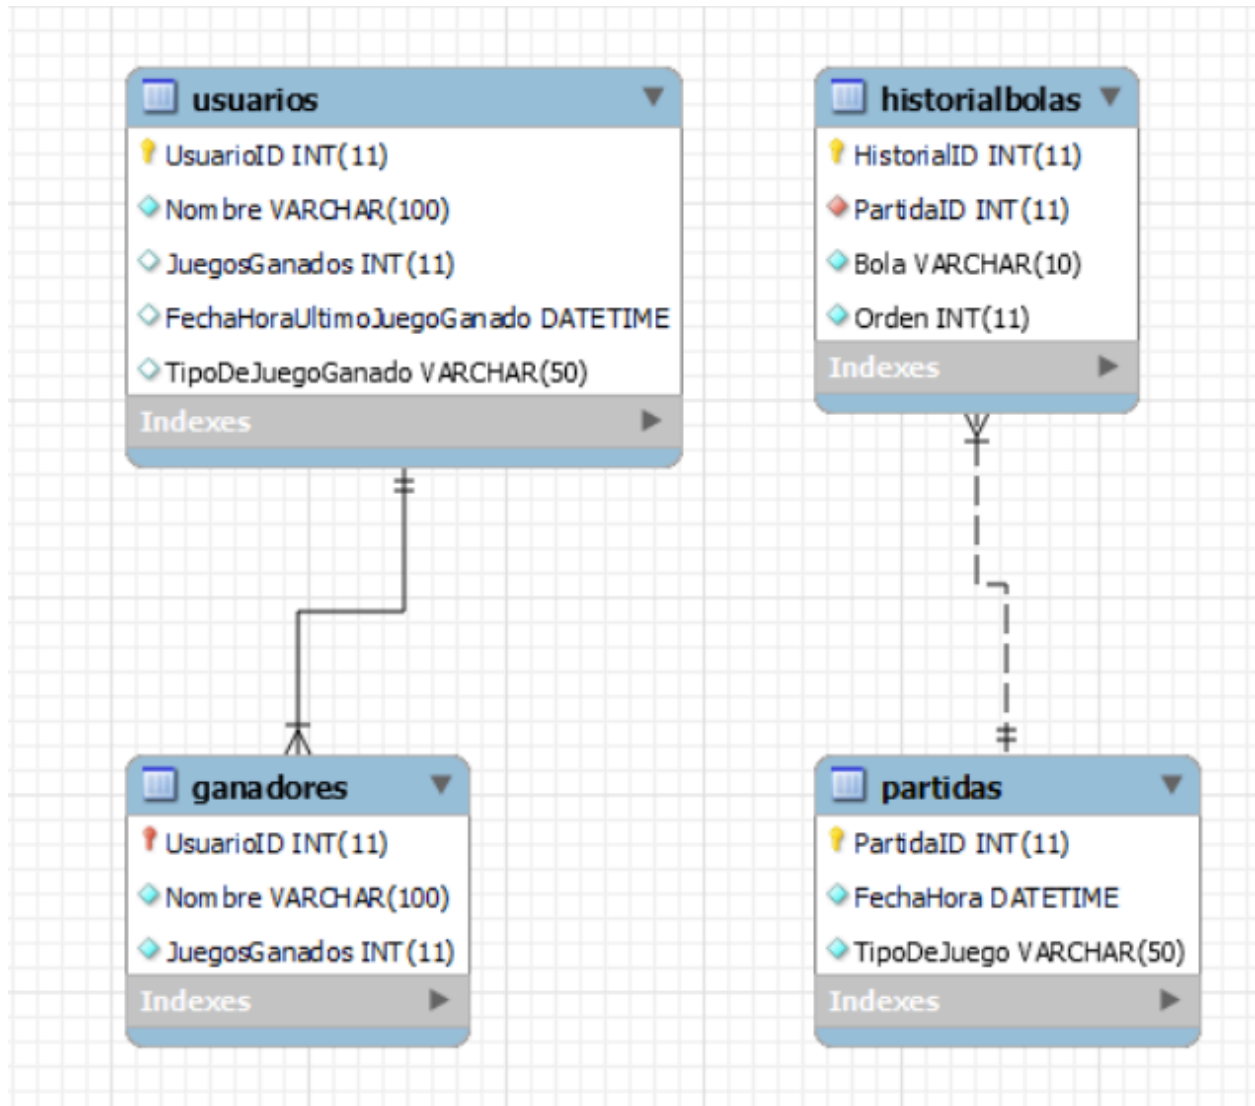 usuarios
UsuarioID INT(11)
Nombre VARCHAR(100)
JuegosGanados INT(11)
FechaHoraUltimoJuegoGanado DATETIME
TipoDeJuegoGanado VARCHAR(50)
Indexes
historialbolas
HistorialID INT(11)
PartidaID INT(11)
Bola VARCHAR(10)
Orden INT(11)
Indexes
ganadores
UsuarioID INT(11)
Nombre VARCHAR(100)
JuegosGanados INT(11)
Indexes
partidas
PartidaID INT(11)
FechaHora DATETIME
TipoDeJuego VARCHAR(50)
Indexes